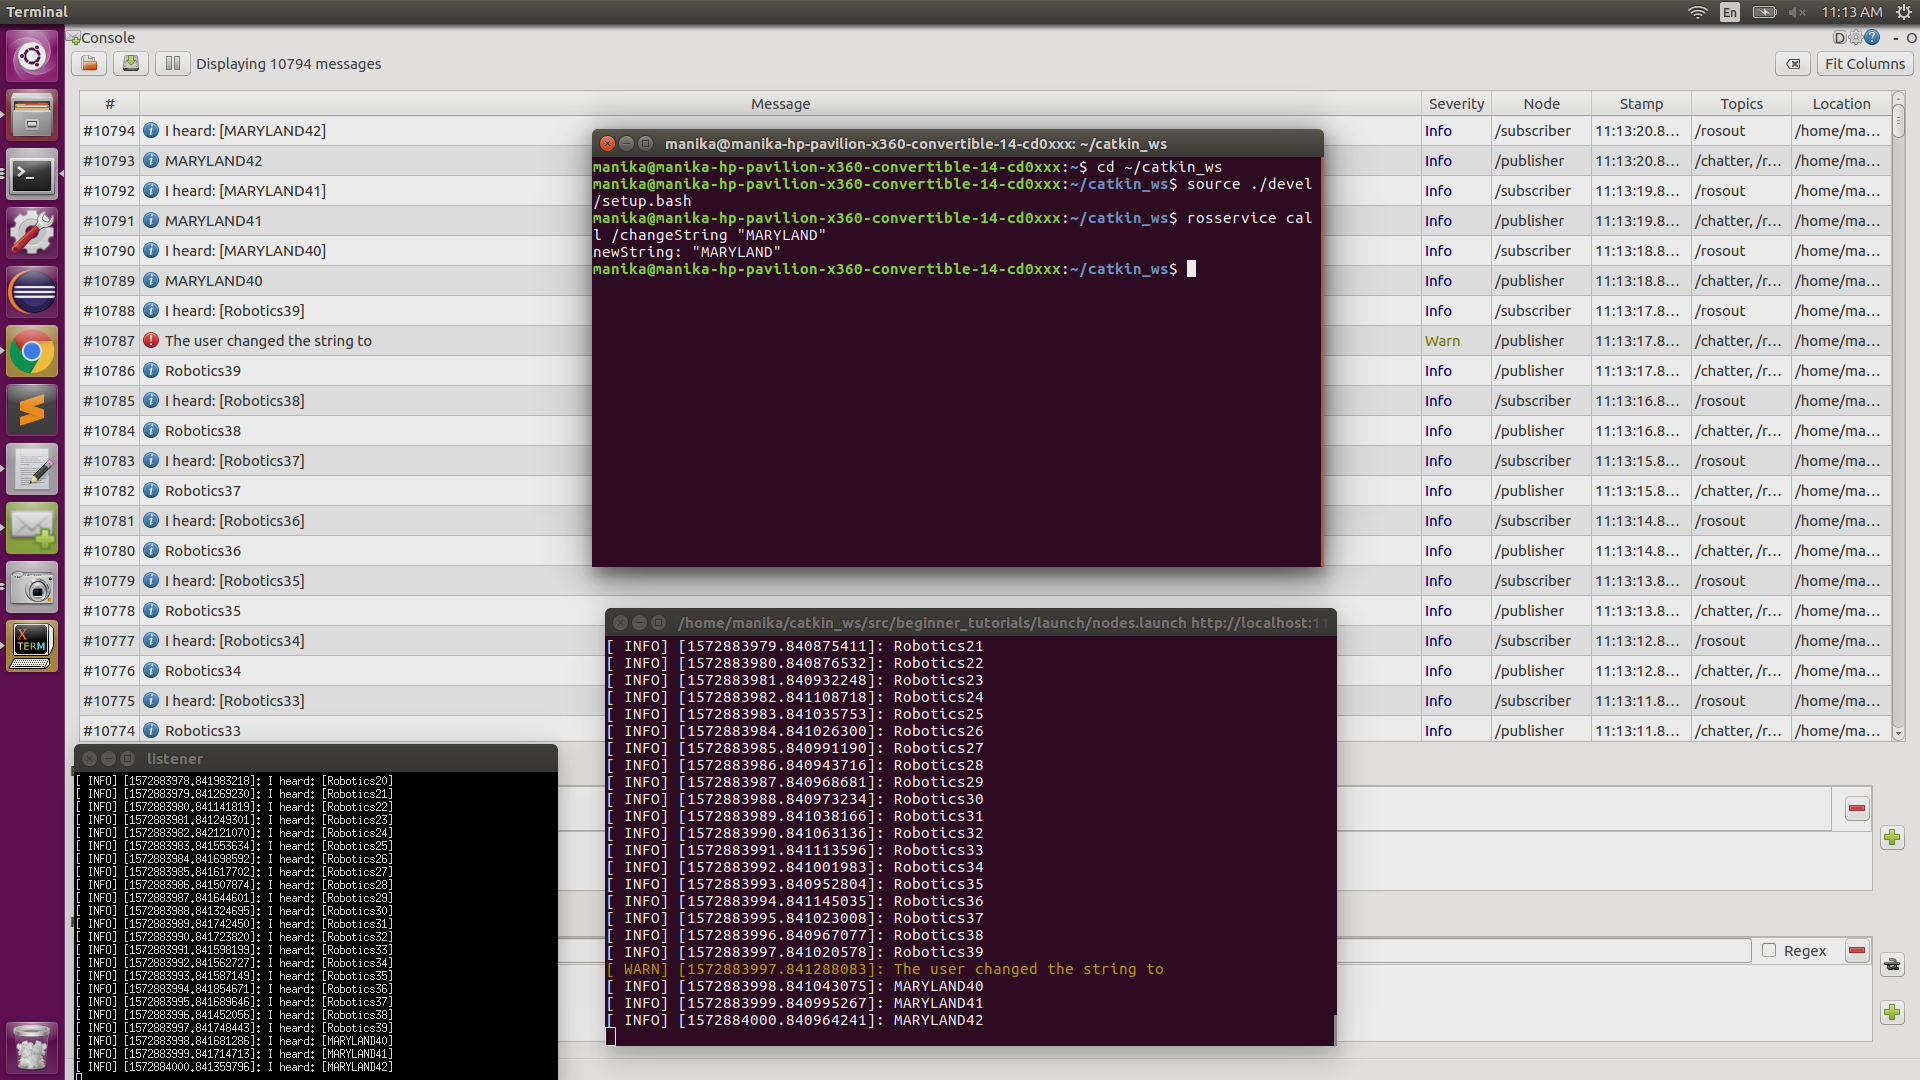 Terminal
En
11:13 AM
Console
D
- O
Displaying 10794 messages
Fit Columns
# Message Severity Node Stamp Topics Location
#10794 I heard: [MARYLAND42] Info /subscriber 11:13:20.8... /rosout /home/ma...
#10793 MARYLAND42 Info /publisher 11:13:20.8... /chatter, /r... /home/ma...
#10792 I heard: [MARYLAND41] Info /subscriber 11:13:19.8... /rosout /home/ma...
#10791 MARYLAND41 Info /publisher 11:13:19.8... /chatter, /r... /home/ma...
#10790 I heard: [MARYLAND40] Info /subscriber 11:13:18.8... /rosout /home/ma...
#10789 MARYLAND40 Info /publisher 11:13:18.8... /chatter, /r... /home/ma...
#10788 I heard: [Robotics39] Info /subscriber 11:13:17.8... /rosout /home/ma...
#10787 The user changed the string to Warn /publisher 11:13:17.8... /chatter, /r... /home/ma...
#10786 Robotics39 Info /publisher 11:13:17.8... /chatter, /r... /home/ma...
#10785 I heard: [Robotics38] Info /subscriber 11:13:16.8... /rosout /home/ma...
#10784 Robotics38 Info /publisher 11:13:16.8... /chatter, /r... /home/ma...
#10783 I heard: [Robotics37] Info /subscriber 11:13:15.8... /rosout /home/ma...
#10782 Robotics37 Info /publisher 11:13:15.8... /chatter, /r... /home/ma...
#10781 I heard: [Robotics36] Info /subscriber 11:13:14.8... /rosout /home/ma...
#10780 Robotics36 Info /publisher 11:13:14.8... /chatter, /r... /home/ma...
#10779 I heard: [Robotics35] Info /subscriber 11:13:13.8... /rosout /home/ma...
#10778 Robotics35 Info /publisher 11:13:13.8... /chatter, /r... /home/ma...
#10777 I heard: [Robotics34] Info /subscriber 11:13:12.8... /rosout /home/ma...
#10776 Robotics34 Info /publisher 11:13:12.8... /chatter, /r... /home/ma...
#10775 I heard: [Robotics33] Info /subscriber 11:13:11.8... /rosout /home/ma...
#10774 Robotics33 Info /publisher 11:13:11.8... /chatter, /r... /home/ma...
manika@manika-hp-pavilion-x360-convertible-14-cd0xxx: ~/catkin_ws
manika@manika-hp-pavilion-x360-convertible-14-cd0xxx:~$ cd ~/catkin_ws
manika@manika-hp-pavilion-x360-convertible-14-cd0xxx:~/catkin_ws$ source ./devel
/setup.bash
manika@manika-hp-pavilion-x360-convertible-14-cd0xxx:~/catkin_ws$ rosservice cal
l /changeString "MARYLAND"
newString: "MARYLAND"
manika@manika-hp-pavilion-x360-convertible-14-cd0xxx:~/catkin_ws$
X
TERM
/home/manika/catkin_ws/src/beginner_tutorials/launch/nodes.launch http://localhost:11
[ INFO] [1572883979.840875411]: Robotics21
[ INFO] [1572883980.840876532]: Robotics22
[ INFO] [1572883981.840932248]: Robotics23
[ INFO] [1572883982.841108718]: Robotics24
[ INFO] [1572883983.841035753]: Robotics25
[ INFO] [1572883984.841026300]: Robotics26
[ INFO] [1572883985.840991190]: Robotics27
[ INFO] [1572883986.840943716]: Robotics28
[ INFO] [1572883987.840968681]: Robotics29
[ INFO] [1572883988.840973234]: Robotics30
[ INFO] [1572883989.841038166]: Robotics31
[ INFO] [1572883990.841063136]: Robotics32
[ INFO] [1572883991.841113596]: Robotics33
[ INFO] [1572883992.841001983]: Robotics34
[ INFO] [1572883993.840952804]: Robotics35
[ INFO] [1572883994.841145035]: Robotics36
[ INFO] [1572883995.841023008]: Robotics37
[ INFO] [1572883996.840967077]: Robotics38
[ INFO] [1572883997.841020578]: Robotics39
[ WARN] [1572883997.841288083]: The user changed the string to
[ INFO] [1572883998.841043075]: MARYLAND40
[ INFO] [1572883999.840995267]: MARYLAND41
[ INFO] [1572884000.840964241]: MARYLAND42
listener
[ INFO] [1572883978.841983218]: I heard: [Robotics20]
[ INFO] [1572883979.841269230]: I heard: [Robotics21]
[ INFO] [1572883980.841141819]: I heard: [Robotics22]
[ INFO] [1572883981.841249301]: I heard: [Robotics23]
[ INFO] [1572883982.842121070]: I heard: [Robotics24]
[ INFO] [1572883983.841553634]: I heard: [Robotics25]
[ INFO] [1572883984.841698592]: I heard: [Robotics26]
[ INFO] [1572883985.841617702]: I heard: [Robotics27]
[ INFO] [1572883986.841507874]: I heard: [Robotics28]
[ INFO] [1572883987.841644601]: I heard: [Robotics29]
[ INFO] [1572883988.841324695]: I heard: [Robotics30]
[ INFO] [1572883989.841742450]: I heard: [Robotics31]
[ INFO] [1572883990.841723820]: I heard: [Robotics32]
[ INFO] [1572883991.841598199]: I heard: [Robotics33]
[ INFO] [1572883992.841562727]: I heard: [Robotics34]
[ INFO] [1572883993.841587149]: I heard: [Robotics35]
[ INFO] [1572883994.841854671]: I heard: [Robotics36]
[ INFO] [1572883995.841689646]: I heard: [Robotics37]
[ INFO] [1572883996.841452056]: I heard: [Robotics38]
[ INFO] [1572883997.841748443]: I heard: [Robotics39]
[ INFO] [1572883998.841681286]: I heard: [MARYLAND40]
[ INFO] [1572883999.841714713]: I heard: [MARYLAND41]
[ INFO] [1572884000.841359796]: I heard: [MARYLAND42]
Regex